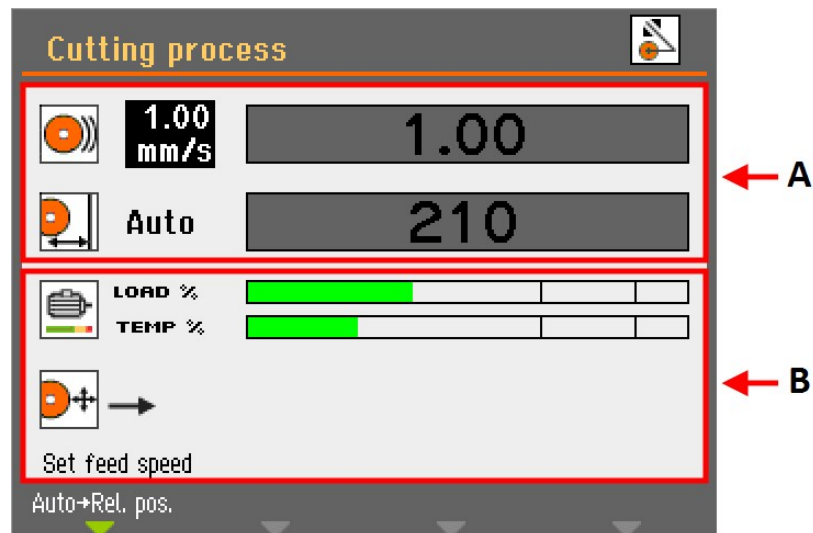 Cutting process
1.00
mm/s
1.00
A
Auto
210
LOAD %
TEMP %
B
Set feed speed
Auto→Rel. pos.